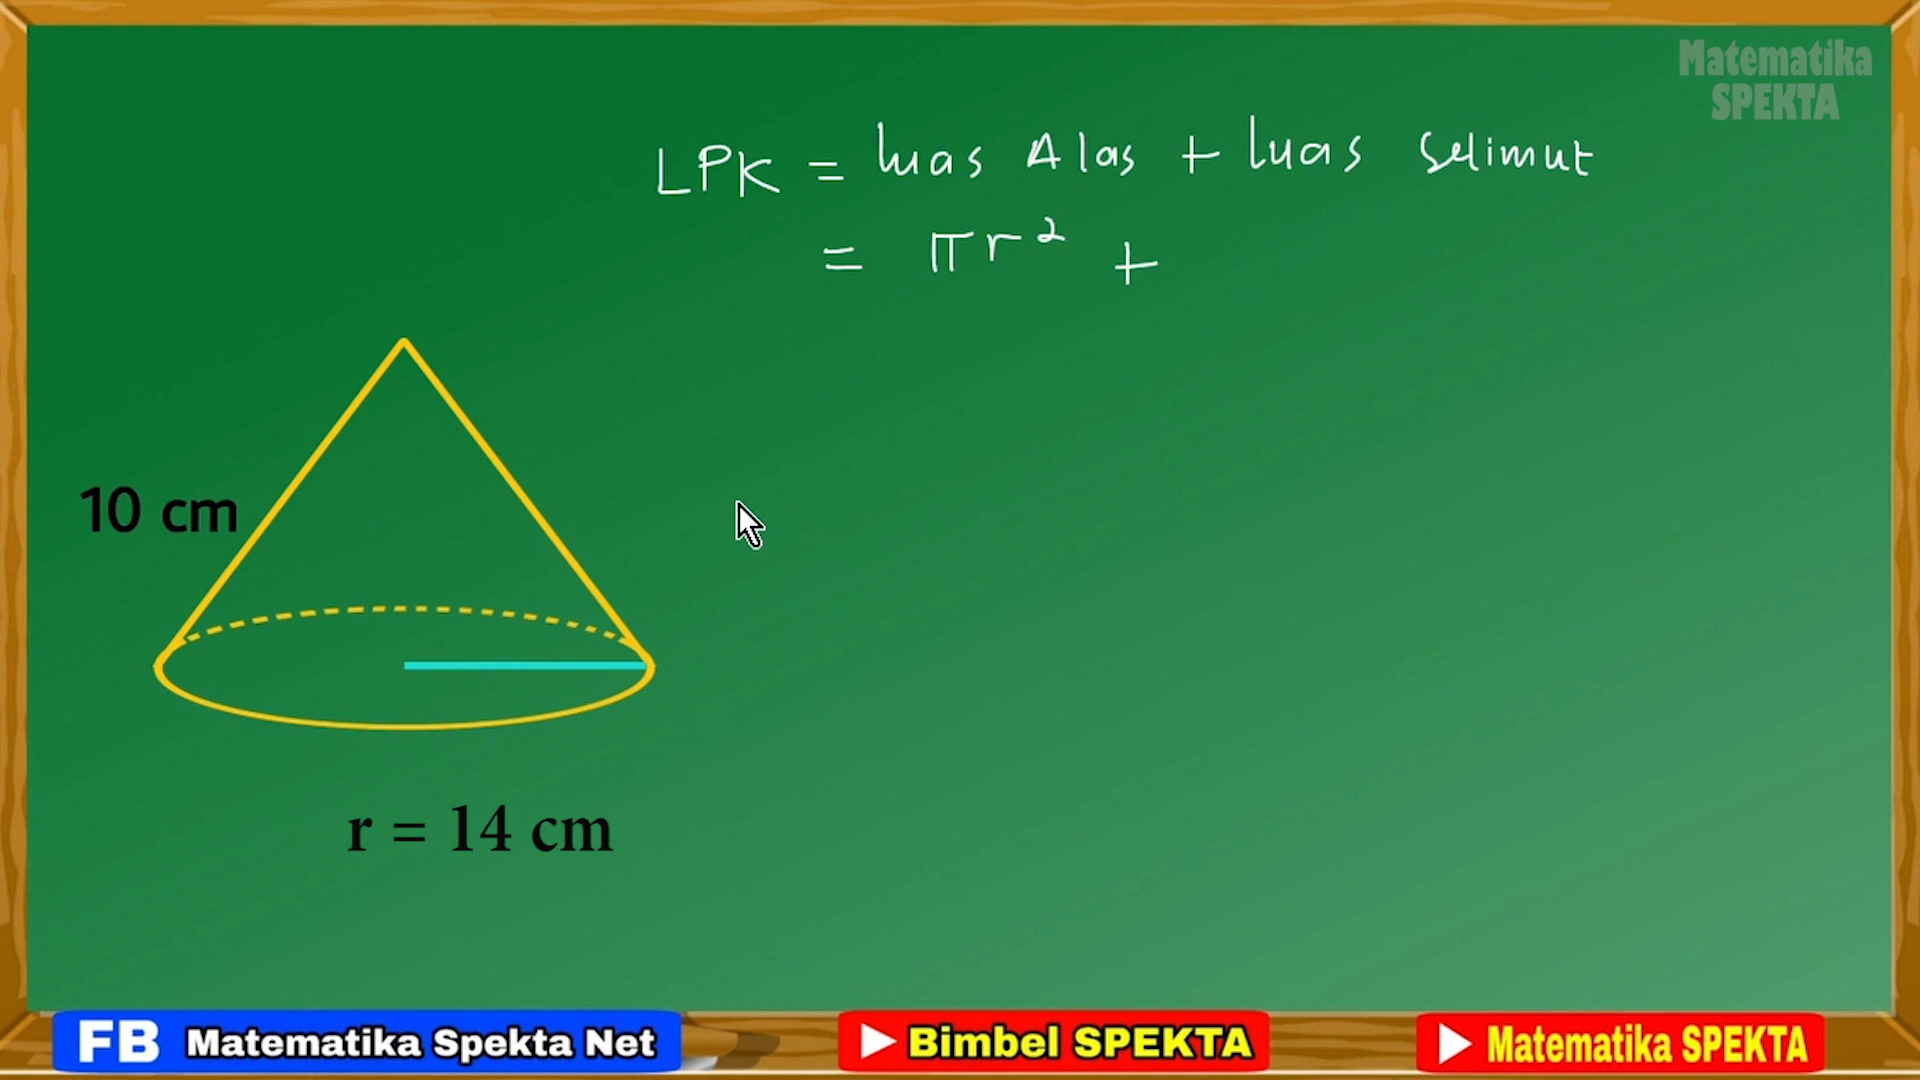 Matematika
SPEKTA
LPK = luas Alas + luas Selimut
= πr² +
10 cm
r = 14 cm
FB Matematika Spekta Net
Bimbel SPEKTA
Matematika SPEKTA